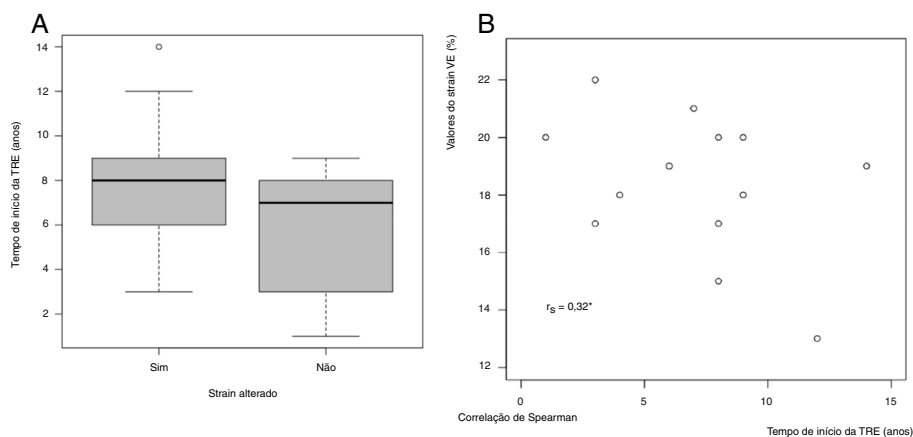 A
Tempo de início da TRE (anos)
14
12
10
8
6
4
2
Sim
Não
Strain alterado
B
Valores do strain VE (%)
22
20
18
16
14
12
rS = 0,32*
0
5
10
15
Correlação de Spearman
Tempo de início da TRE (anos)